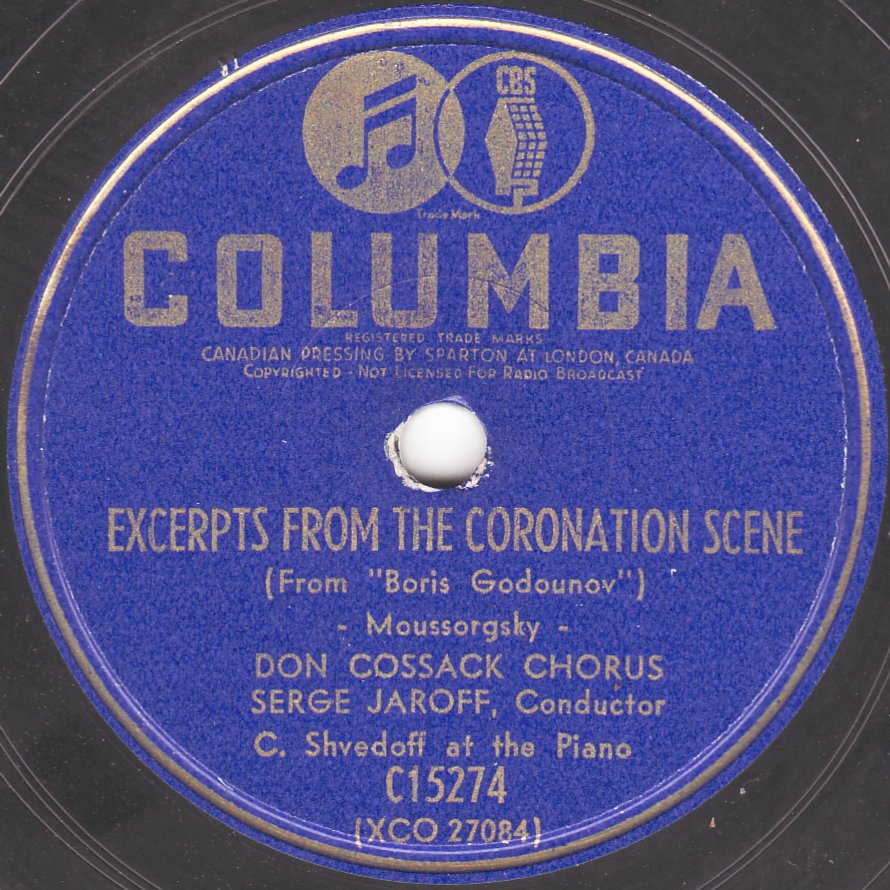 CBS
Trade Mark
COLUMBIA
REGISTERED TRADE MARKS
CANADIAN PRESSING BY SPARTON AT LONDON, CANADA
COPYRIGHTED - NOT LICENSED FOR RADIO BROADCAST
EXCERPTS FROM THE CORONATION SCENE
(From "Boris Godounov")
- Moussorgsky -
DON COSSACK CHORUS
SERGE JAROFF, Conductor
C. Shvedoff at the Piano
C15274
(XCO 27084)